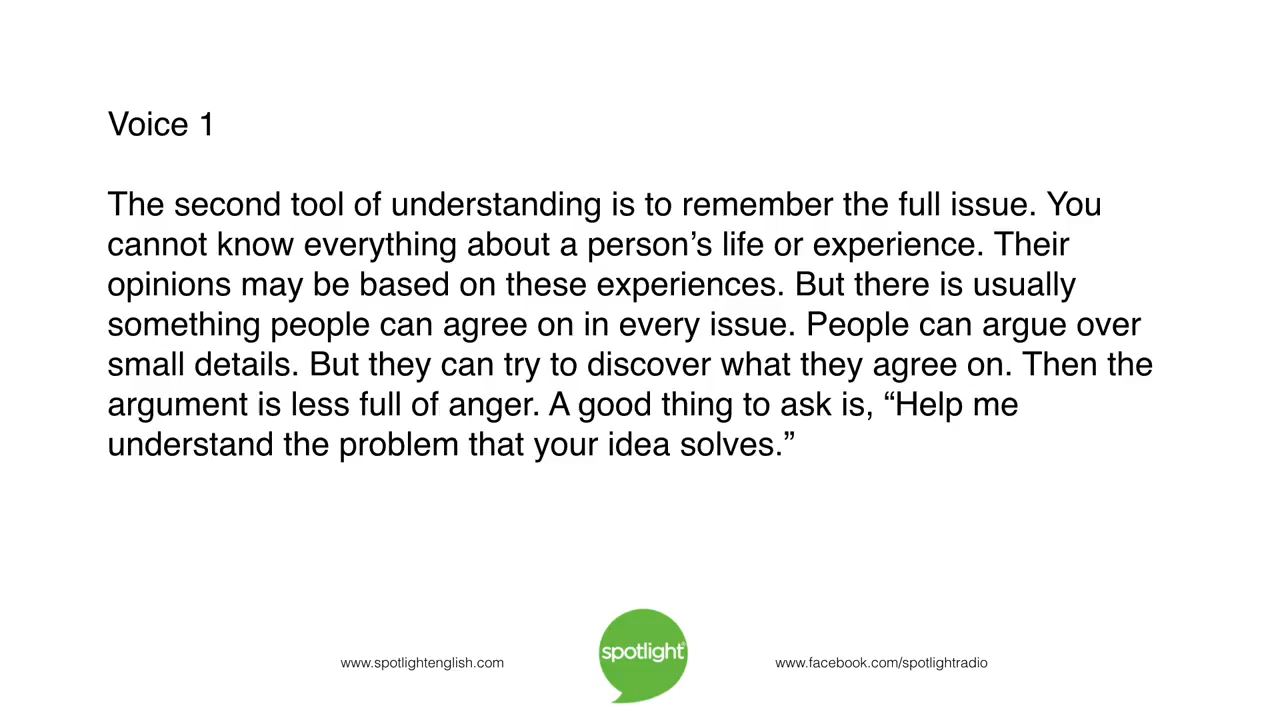 Voice 1
The second tool of understanding is to remember the full issue. You
cannot know everything about a person’s life or experience. Their
opinions may be based on these experiences. But there is usually
something people can agree on in every issue. People can argue over
small details. But they can try to discover what they agree on. Then the
argument is less full of anger. A good thing to ask is, “Help me
understand the problem that your idea solves.”
www.spotlightenglish.com
spotlight®
www.facebook.com/spotlightradio